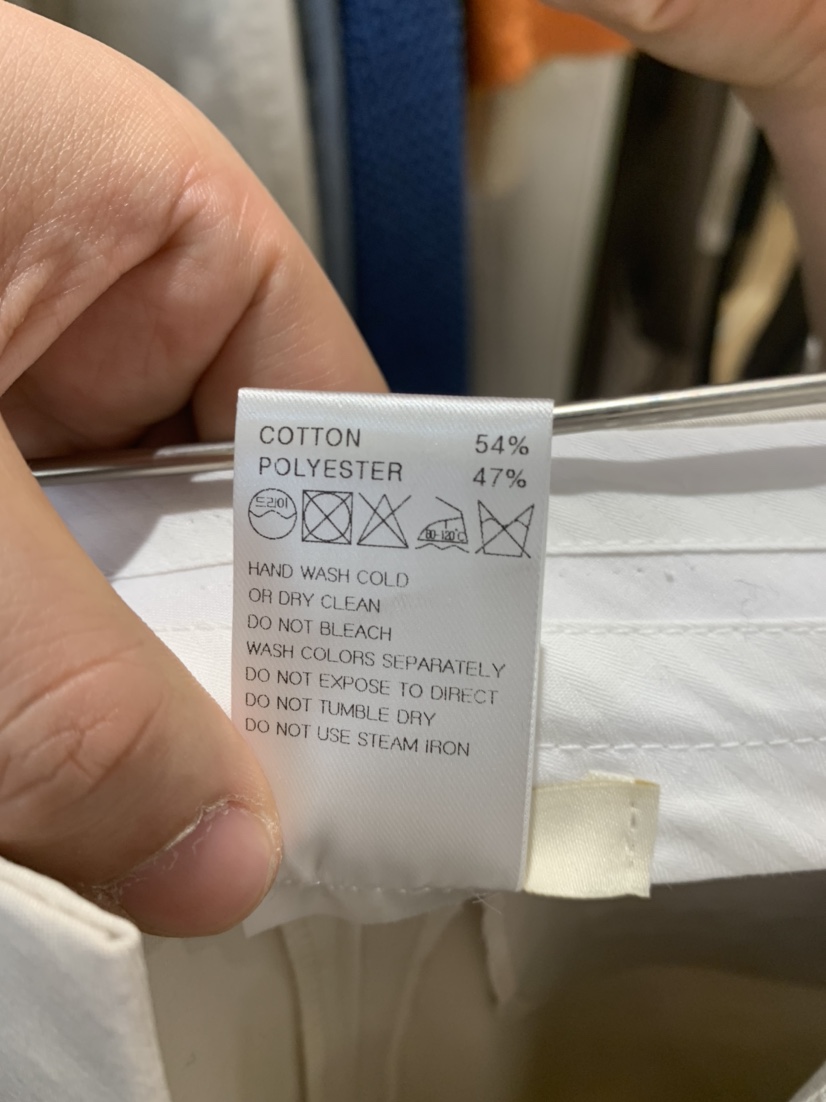 COTTON 54%
POLYESTER 47%
드라이 80-120°C
HAND WASH COLD
OR DRY CLEAN
DO NOT BLEACH
WASH COLORS SEPARATELY
DO NOT EXPOSE TO DIRECT
DO NOT TUMBLE DRY
DO NOT USE STEAM IRON